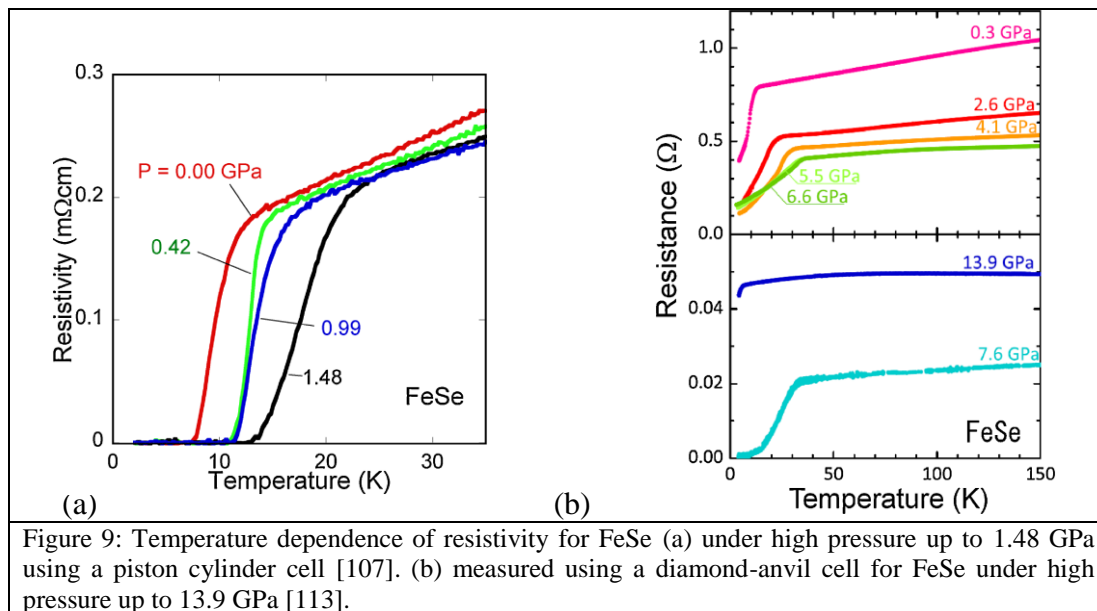 0.3
0.2
0.1
0
Resistivity (mΩcm)
P = 0.00 GPa
0.42
0.99
1.48
FeSe
0
10
20
30
Temperature (K)
(a)
(b)
1.0
0.5
0.0
0.04
0.02
0.00
Resistance (Ω)
0.3 GPa
2.6 GPa
4.1 GPa
5.5 GPa
6.6 GPa
13.9 GPa
7.6 GPa
FeSe
0
50
100
150
Temperature (K)
Figure 9: Temperature dependence of resistivity for FeSe (a) under high pressure up to 1.48 GPa
using a piston cylinder cell [107]. (b) measured using a diamond-anvil cell for FeSe under high
pressure up to 13.9 GPa [113].